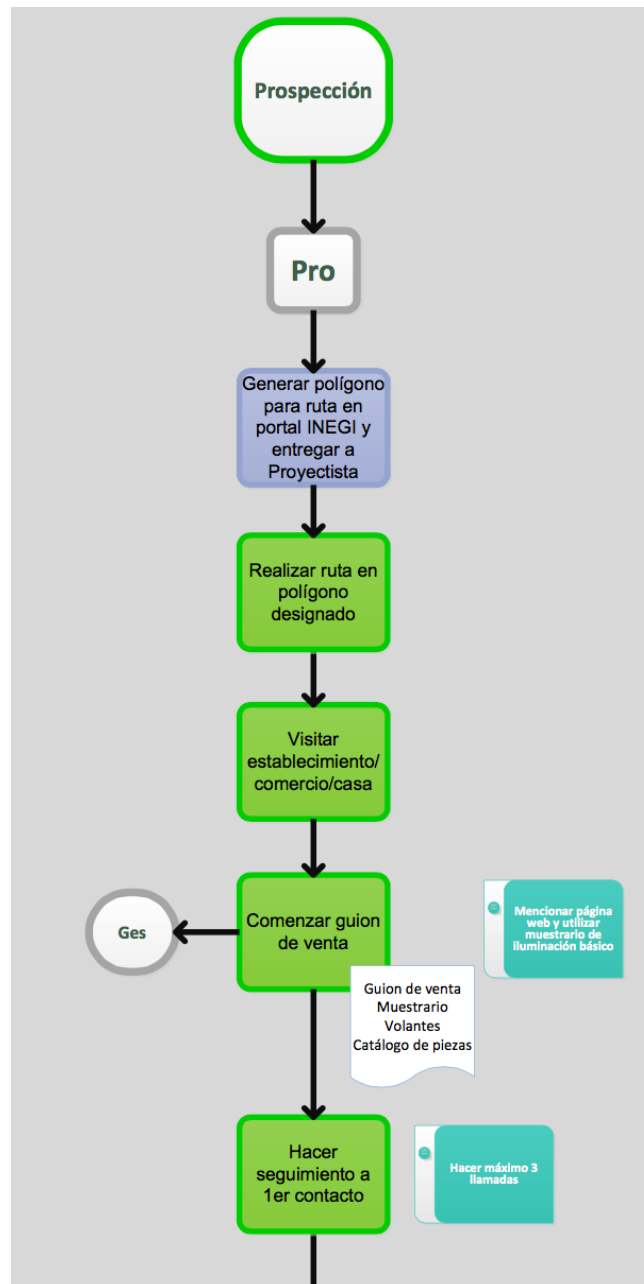 Prospección
Pro
Generar polígono
para ruta en
portal INEGI y
entregar a
Proyectista
Realizar ruta en
polígono
designado
Visitar
establecimiento/
comercio/casa
Ges
Comenzar guion
de venta
Mencionar página
web y utilizar
muestrario de
iluminación básico
Guion de venta
Muestrario
Volantes
Catálogo de piezas
Hacer
seguimiento a
1er contacto
Hacer máximo 3
llamadas